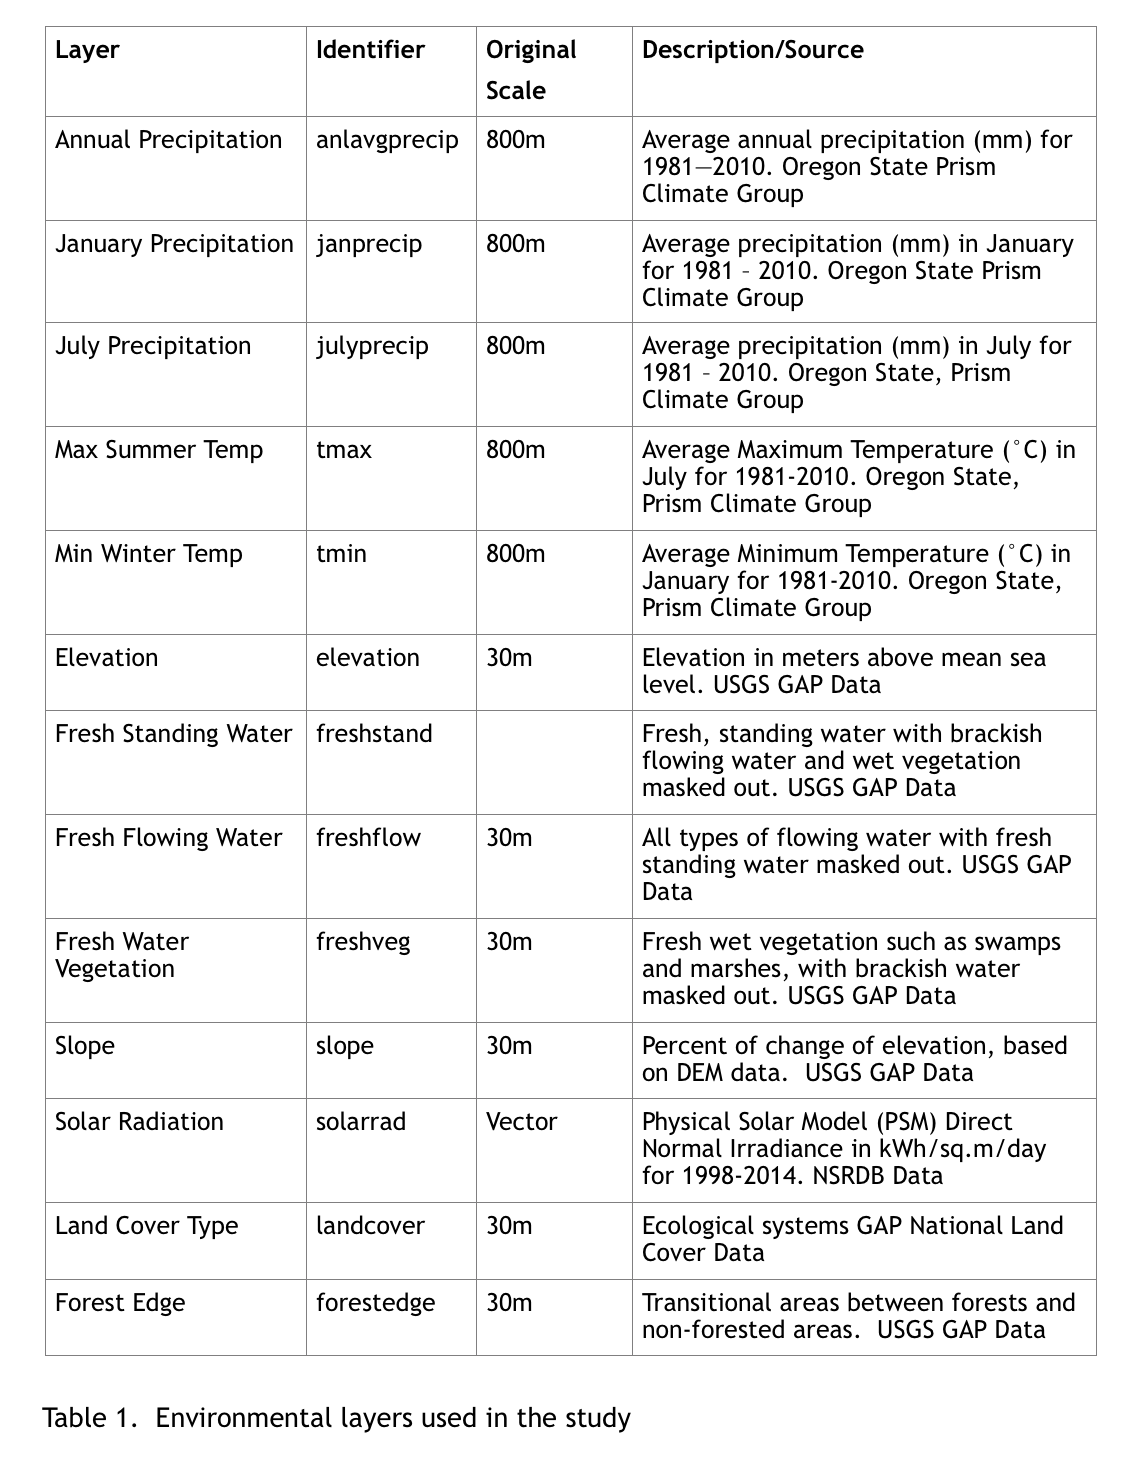 Layer Identifier Original Description/Source
Scale
Annual Precipitation anlavgprecip 800m Average annual precipitation (mm) for
1981—2010. Oregon State Prism
Climate Group
January Precipitation janprecip 800m Average precipitation (mm) in January
for 1981 – 2010. Oregon State Prism
Climate Group
July Precipitation julyprecip 800m Average precipitation (mm) in July for
1981 – 2010. Oregon State, Prism
Climate Group
Max Summer Temp tmax 800m Average Maximum Temperature (˚C) in
July for 1981-2010. Oregon State,
Prism Climate Group
Min Winter Temp tmin 800m Average Minimum Temperature (˚C) in
January for 1981-2010. Oregon State,
Prism Climate Group
Elevation elevation 30m Elevation in meters above mean sea
level. USGS GAP Data
Fresh Standing Water freshstand Fresh, standing water with brackish
flowing water and wet vegetation
masked out. USGS GAP Data
Fresh Flowing Water freshflow 30m All types of flowing water with fresh
standing water masked out. USGS GAP
Data
Fresh Water freshveg 30m Fresh wet vegetation such as swamps
Vegetation and marshes, with brackish water
masked out. USGS GAP Data
Slope slope 30m Percent of change of elevation, based
on DEM data.  USGS GAP Data
Solar Radiation solarrad Vector Physical Solar Model (PSM) Direct
Normal Irradiance in kWh/sq.m/day
for 1998-2014. NSRDB Data
Land Cover Type landcover 30m Ecological systems GAP National Land
Cover Data
Forest Edge forestedge 30m Transitional areas between forests and
non-forested areas.  USGS GAP Data
Table 1.  Environmental layers used in the study